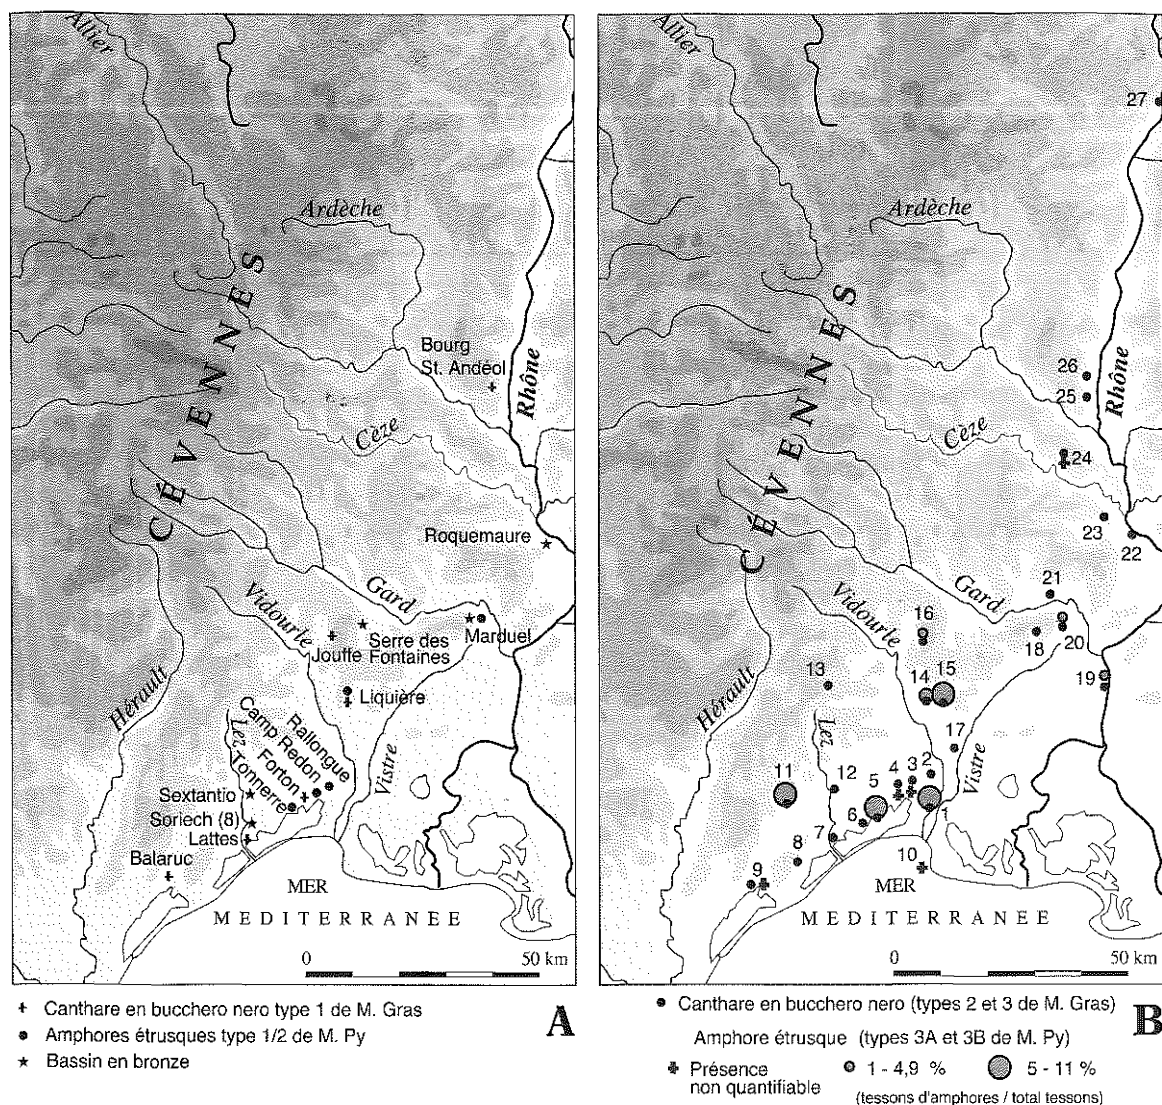 Allier
Ardèche
CÉVENNES
Bourg
St. Andéol
Rhône
Cèze
Roquemaure
Gard
Vidourle
Marduel
Serre des
Fontaines
Jouffe
Hérault
Liquière
Rallongue
Camp Redon
Forton
Tonnerre
Lez
Vistre
Sextantio
Soriech (8)
Lattes
Balaruc
MER
MEDITERRANEE
0 50 km
+ Canthare en bucchero nero type 1 de M. Gras
● Amphores étrusques type 1/2 de M. Py
★ Bassin en bronze
A
Allier
27
Ardèche
CÉVENNES
26
25
Rhône
Cèze
24
23
22
Gard
21
Vidourle
16
18
20
13
14
15
19
Hérault
Lez
17
Vistre
11
12
5
4
3
2
1
6
7
8
9
10
MER
MEDITERRANEE
0 50 km
● Canthare en bucchero nero (types 2 et 3 de M. Gras)
Amphore étrusque (types 3A et 3B de M. Py)
Présence
non quantifiable
1 - 4,9 %
5 - 11 %
(tessons d'amphores / total tessons)
B